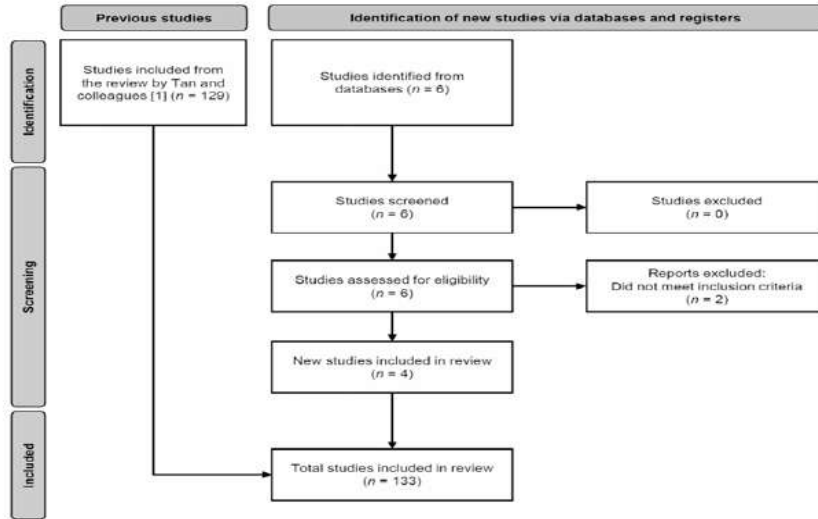 Previous studies
Identification of new studies via databases and registers
Identification
Studies included from
the review by Tan and
colleagues [1] (n = 129)
Studies identified from
databases (n = 6)
Screening
Studies screened
(n = 6)
Studies excluded
(n = 0)
Studies assessed for eligibility
(n = 6)
Reports excluded:
Did not meet inclusion criteria
(n = 2)
New studies included in review
(n = 4)
Included
Total studies included in review
(n = 133)